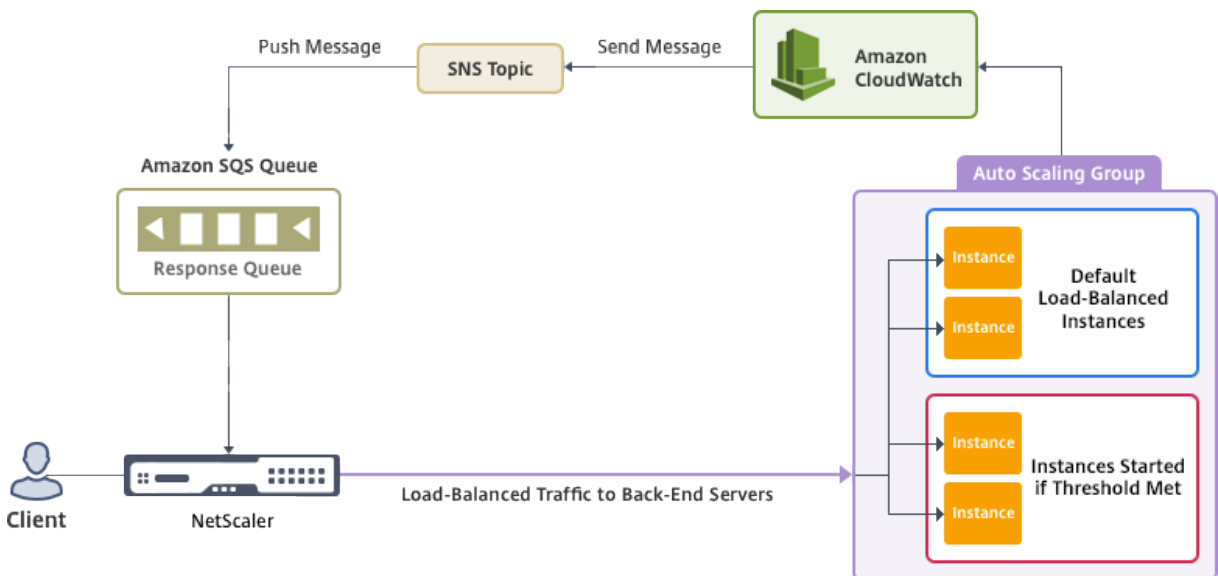 Push Message
SNS Topic
Send Message
Amazon
CloudWatch
Amazon SQS Queue
Response Queue
Auto Scaling Group
Instance
Instance
Default
Load-Balanced
Instances
Instance
Instance
Instances Started
if Threshold Met
Client
NetScaler
Load-Balanced Traffic to Back-End Servers